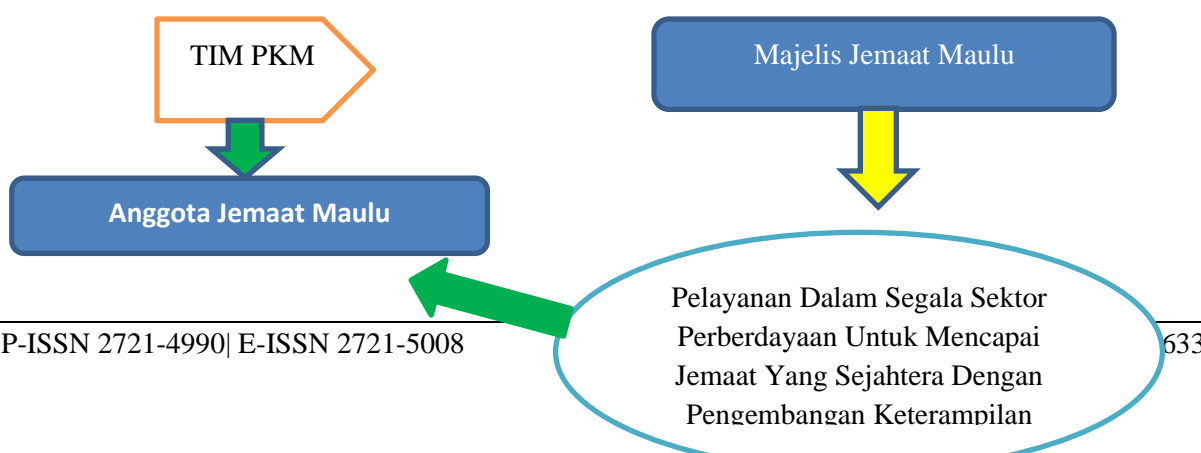 TIM PKM
Majelis Jemaat Maulu
Anggota Jemaat Maulu
Pelayanan Dalam Segala Sektor
Perberdayaan Untuk Mencapai
Jemaat Yang Sejahtera Dengan
Pengembangan Keterampilan
P-ISSN 2721-4990| E-ISSN 2721-5008
633